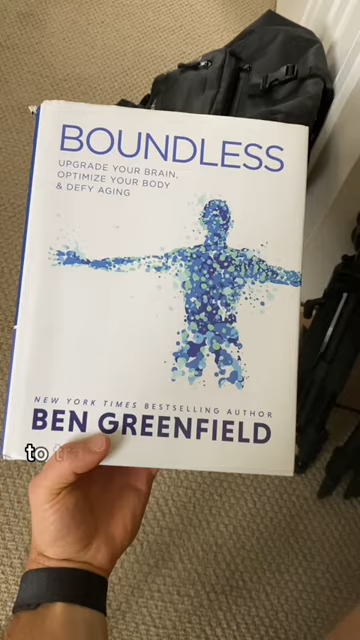 BOUNDLESS
UPGRADE YOUR BRAIN,
OPTIMIZE YOUR BODY
& DEFY AGING
NEW YORK TIMES BESTSELLING AUTHOR
BEN GREENFIELD
to